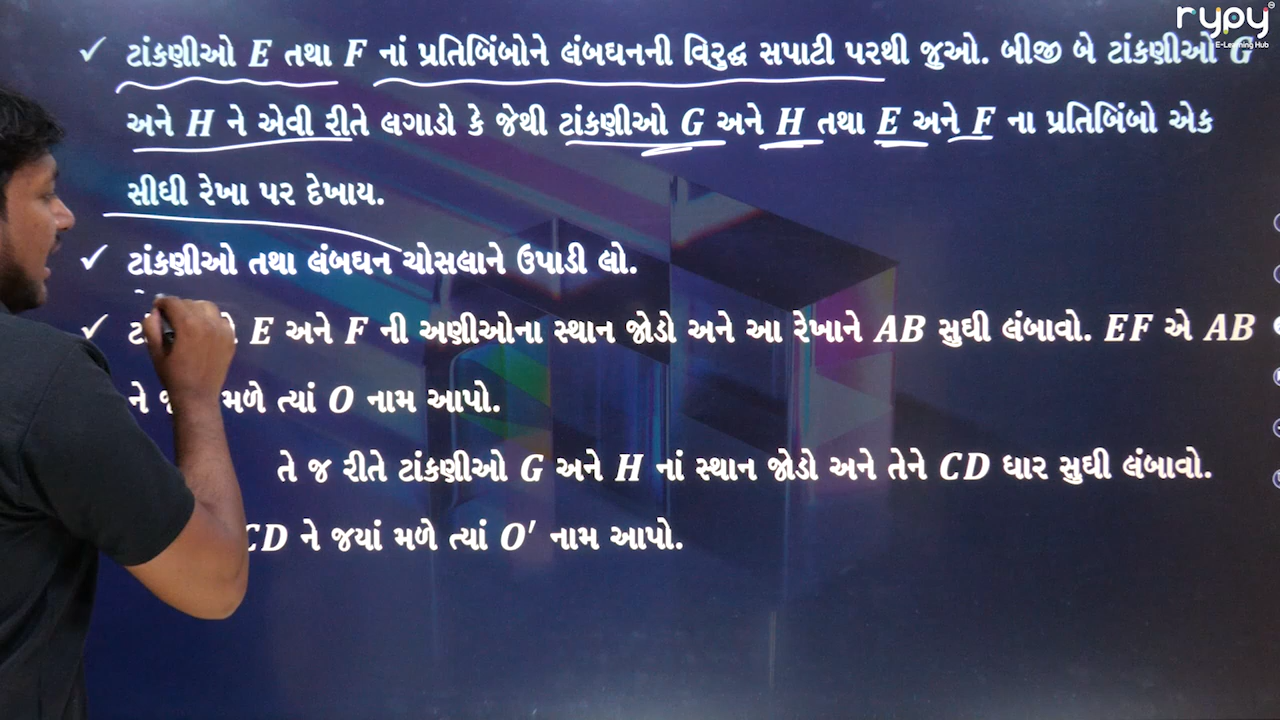 rypy
E-Learning Hub
✓ ટાંકણીઓ E તથા F નાં પ્રતિબિંબોને લંબઘનની વિરુદ્ધ સપાટી પરથી જુઓ. બીજી બે ટાંકણીઓ G
અને H ને એવી રીતે લગાડો કે જેથી ટાંકણીઓ G અને H તથા E અને F ના પ્રતિબિંબો એક
સીધી રેખા પર દેખાય.
✓ ટાંકણીઓ તથા લંબઘન ચોસલાને ઉપાડી લો.
✓ E અને F ની અણીઓના સ્થાન જોડો અને આ રેખાને AB સુધી લંબાવો. EF એ AB
ને મળે ત્યાં O નામ આપો.
તે જ રીતે ટાંકણીઓ G અને H નાં સ્થાન જોડો અને તેને CD ધાર સુધી લંબાવો.
CD ને જયાં મળે ત્યાં O' નામ આપો.